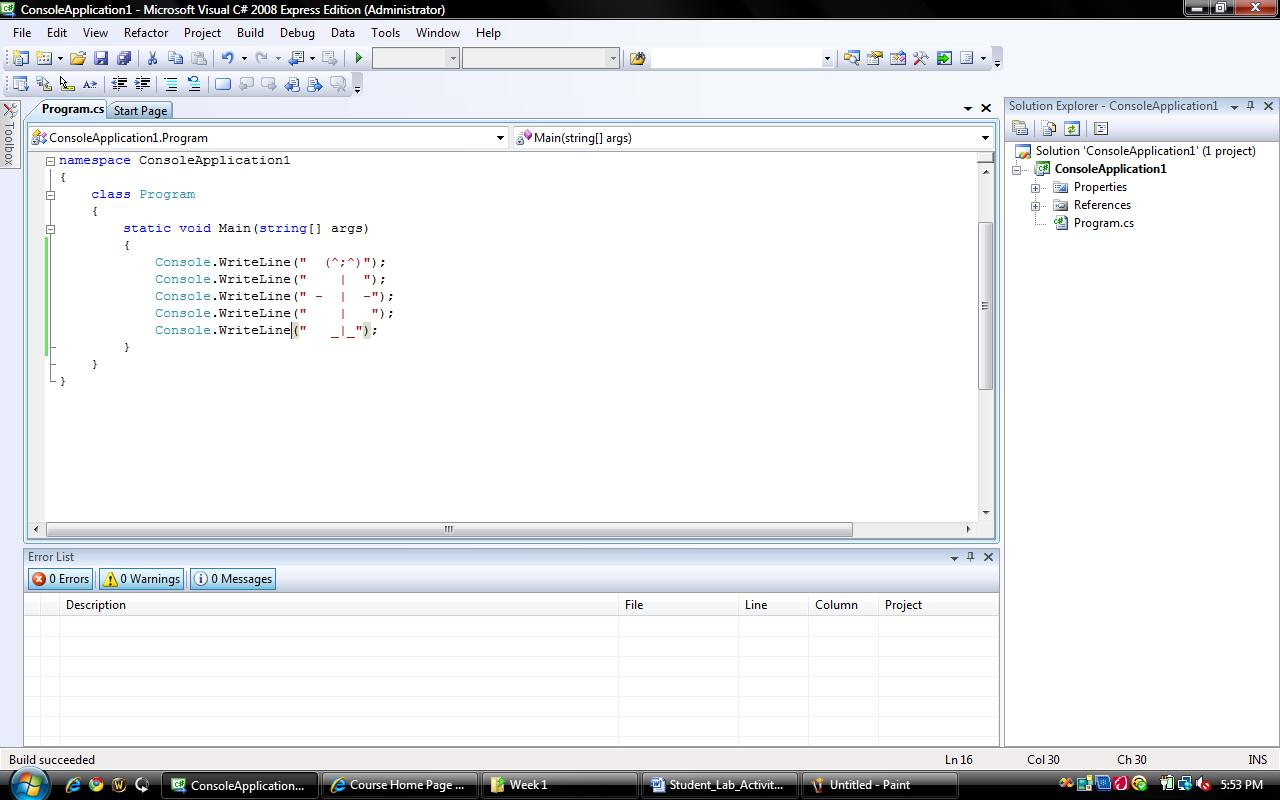 ConsoleApplication1 - Microsoft Visual C# 2008 Express Edition (Administrator)
File Edit View Refactor Project Build Debug Data Tools Window Help
Toolbox
Program.cs Start Page
ConsoleApplication1.Program Main(string[] args)
namespace ConsoleApplication1
{
    class Program
    {
        static void Main(string[] args)
        {
            Console.WriteLine("  (^;^)");
            Console.WriteLine("    |  ");
            Console.WriteLine(" -  |  -");
            Console.WriteLine("    |   ");
            Console.WriteLine("   _|_");
        }
    }
}
Solution Explorer - ConsoleApplication1
Solution 'ConsoleApplication1' (1 project)
ConsoleApplication1
Properties
References
Program.cs
Error List
0 Errors 0 Warnings 0 Messages
Description File Line Column Project
Build succeeded Ln 16 Col 30 Ch 30 INS
ConsoleApplication... Course Home Page ... Week 1 Student_Lab_Activit... Untitled - Paint 5:53 PM